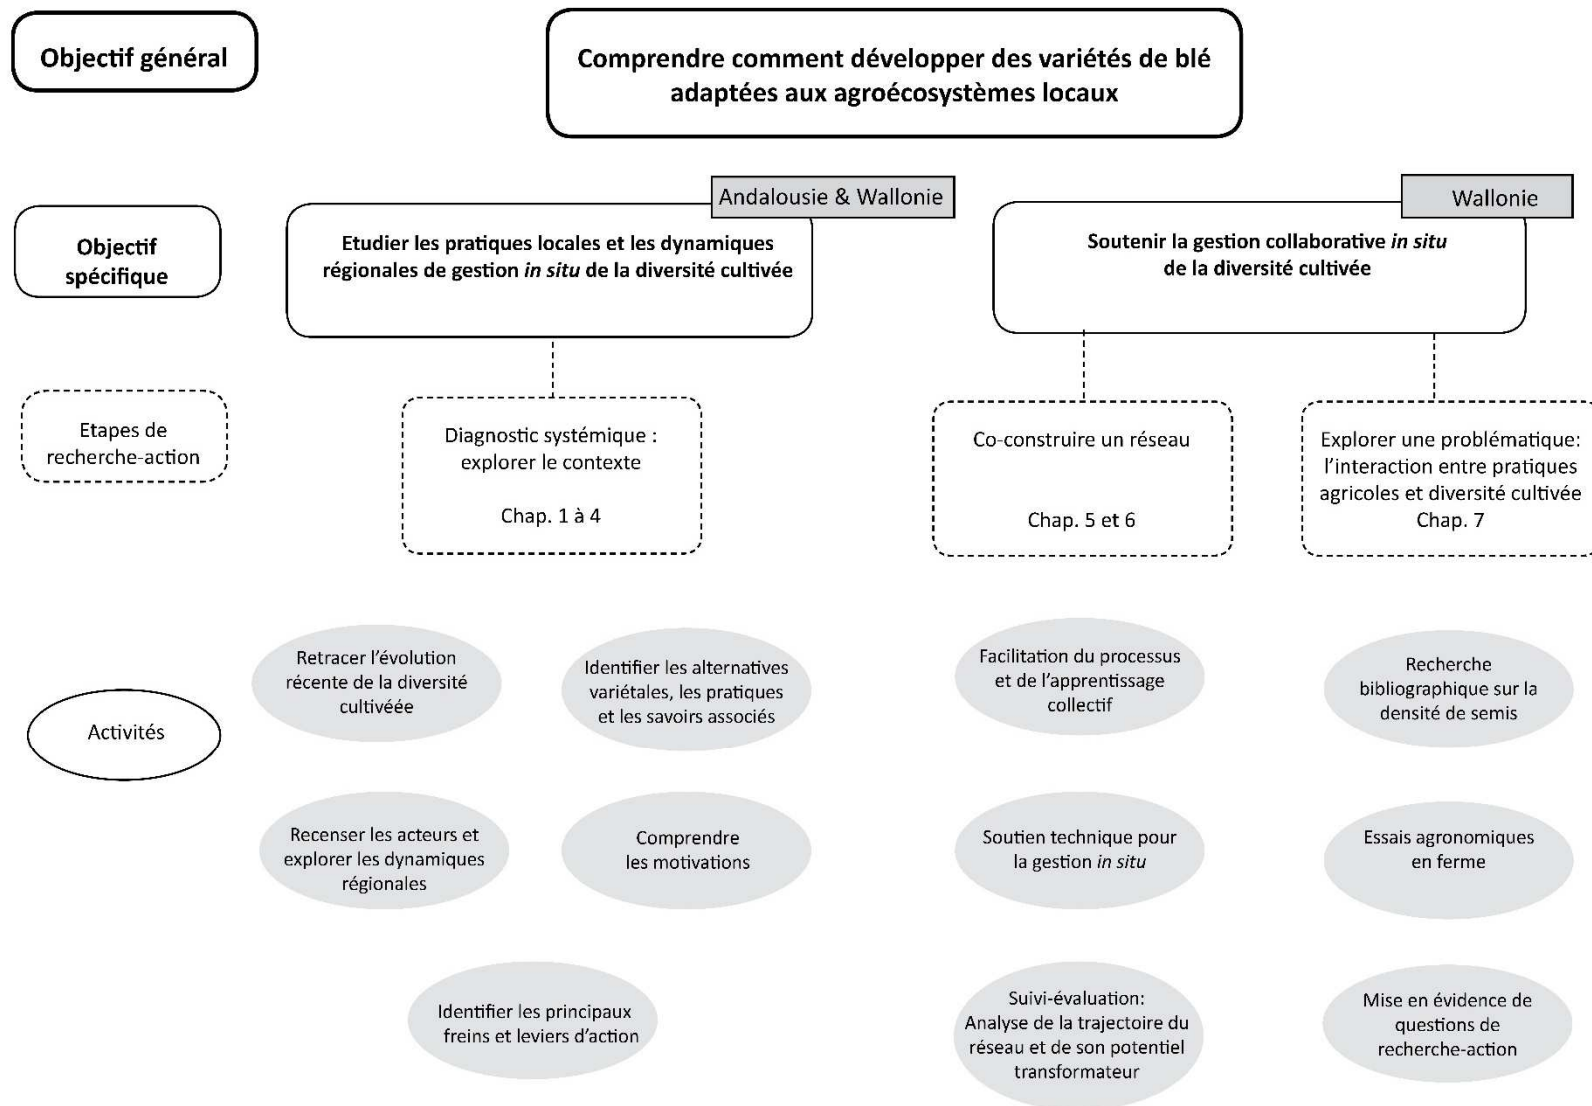 Objectif général
Comprendre comment développer des variétés de blé
adaptées aux agroécosystèmes locaux
Andalousie & Wallonie
Wallonie
Objectif
spécifique
Etudier les pratiques locales et les dynamiques
régionales de gestion in situ de la diversité cultivée
Soutenir la gestion collaborative in situ
de la diversité cultivée
Etapes de
recherche-action
Diagnostic systémique :
explorer le contexte
Chap. 1 à 4
Co-construire un réseau
Chap. 5 et 6
Explorer une problématique:
l'interaction entre pratiques
agricoles et diversité cultivée
Chap. 7
Activités
Retracer l'évolution
récente de la diversité
cultivéée
Identifier les alternatives
variétales, les pratiques
et les savoirs associés
Facilitation du processus
et de l'apprentissage
collectif
Recherche
bibliographique sur la
densité de semis
Recenser les acteurs et
explorer les dynamiques
régionales
Comprendre
les motivations
Soutien technique pour
la gestion in situ
Essais agronomiques
en ferme
Identifier les principaux
freins et leviers d'action
Suivi-évaluation:
Analyse de la trajectoire du
réseau et de son potentiel
transformateur
Mise en évidence de
questions de
recherche-action